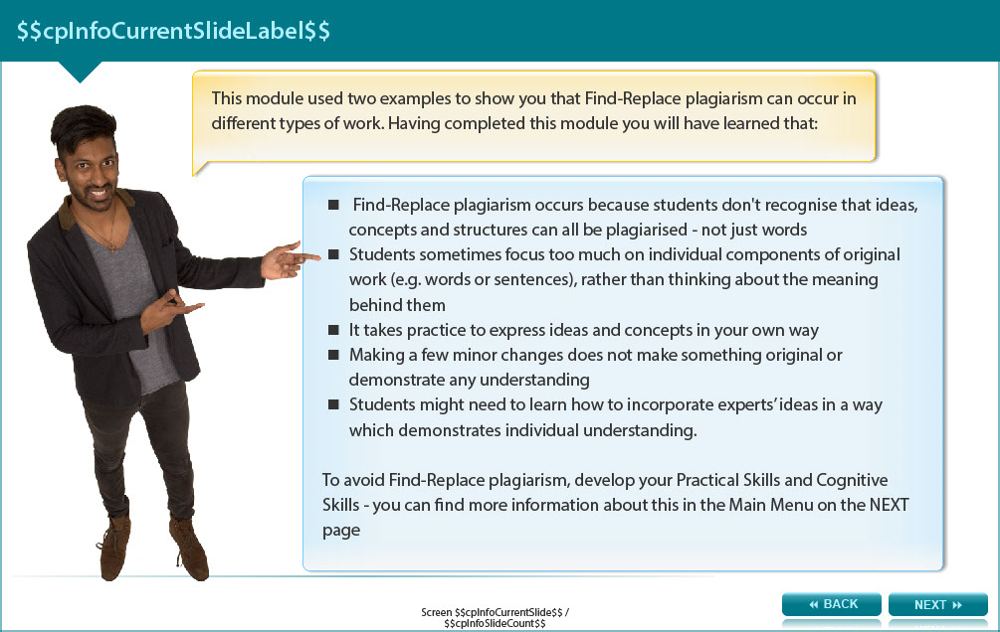 $$cpInfoCurrentSlideLabel$$
This module used two examples to show you that Find-Replace plagiarism can occur in
different types of work. Having completed this module you will have learned that:
■ Find-Replace plagiarism occurs because students don't recognise that ideas,
concepts and structures can all be plagiarised - not just words
■ Students sometimes focus too much on individual components of original
work (e.g. words or sentences), rather than thinking about the meaning
behind them
■ It takes practice to express ideas and concepts in your own way
■ Making a few minor changes does not make something original or
demonstrate any understanding
■ Students might need to learn how to incorporate experts’ ideas in a way
which demonstrates individual understanding.
To avoid Find-Replace plagiarism, develop your Practical Skills and Cognitive
Skills - you can find more information about this in the Main Menu on the NEXT
page
Screen $$cpInfoCurrentSlide$$ /
$$cpInfoSlideCount$$
BACK
NEXT